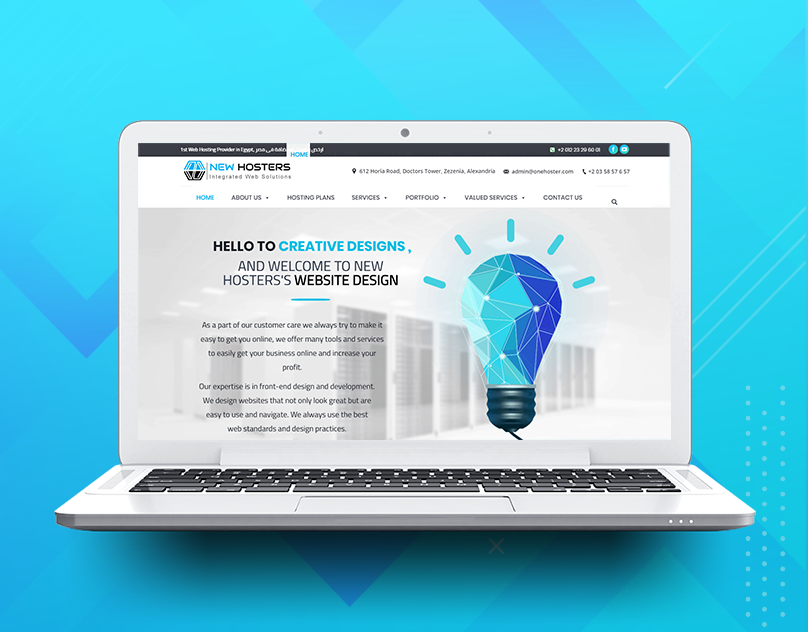 1st Web Hosting Provider in Egypt,
HOME
ارخص
في مصر
+2 012 23 29 60 01
NEW HOSTERS
Integrated Web Solutions
612 Horia Road, Doctors Tower, Zezenia, Alexandria
admin@onehoster.com
+2 03 58 57 6 57
HOME ABOUT US HOSTING PLANS SERVICES PORTFOLIO VALUED SERVICES CONTACT US
HELLO TO CREATIVE DESIGNS ,
AND WELCOME TO NEW
HOSTERS'S WEBSITE DESIGN
As a part of our customer care we always try to make it
easy to get you online, we offer many tools and services
to easily get your business online and increase your
profit.
Our expertise is in front-end design and development.
We design websites that not only look great but are
easy to use and navigate. We always use the best
web standards and design practices.